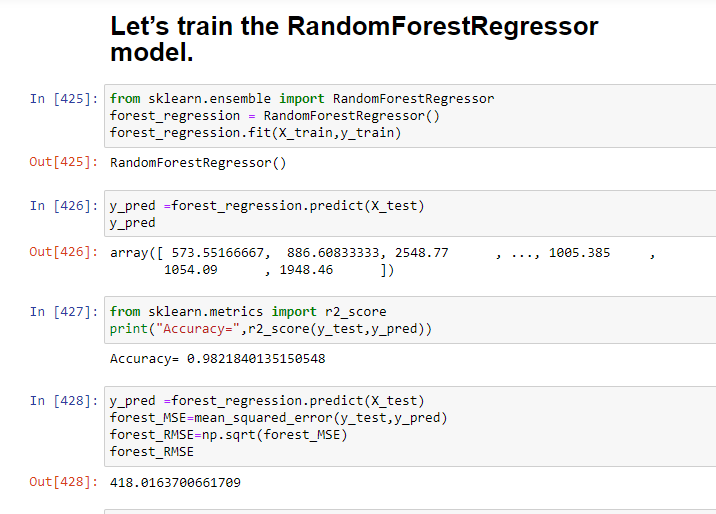 Let’s train the RandomForestRegressor
model.
In [425]: from sklearn.ensemble import RandomForestRegressor
forest_regression = RandomForestRegressor()
forest_regression.fit(X_train,y_train)
Out[425]: RandomForestRegressor()
In [426]: y_pred =forest_regression.predict(X_test)
y_pred
Out[426]: array([ 573.55166667,  886.60833333, 2548.77      , ..., 1005.385     ,
1054.09      , 1948.46      ])
In [427]: from sklearn.metrics import r2_score
print("Accuracy=",r2_score(y_test,y_pred))
Accuracy= 0.9821840135150548
In [428]: y_pred =forest_regression.predict(X_test)
forest_MSE=mean_squared_error(y_test,y_pred)
forest_RMSE=np.sqrt(forest_MSE)
forest_RMSE
Out[428]: 418.0163700661709